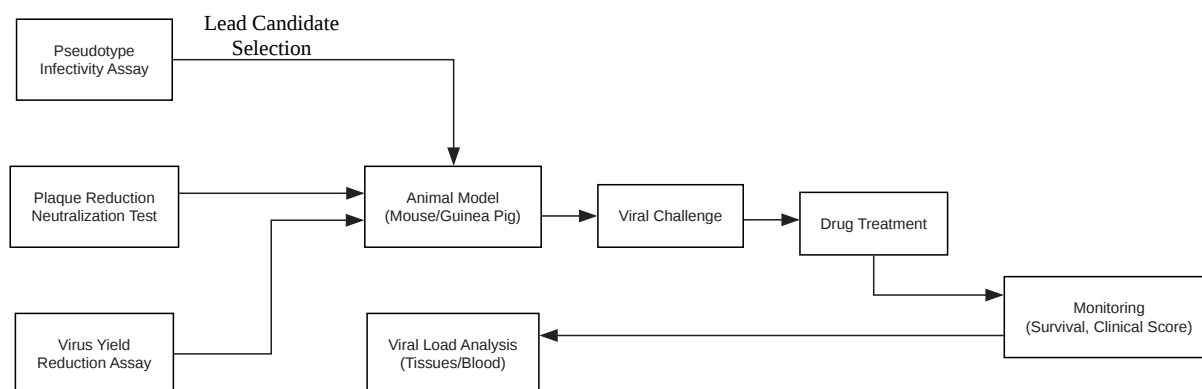 Lead Candidate
Selection
Pseudotype
Infectivity Assay
Plaque Reduction
Neutralization Test
Animal Model
(Mouse/Guinea Pig)
Viral Challenge
Drug Treatment
Monitoring
(Survival, Clinical Score)
Virus Yield
Reduction Assay
Viral Load Analysis
(Tissues/Blood)